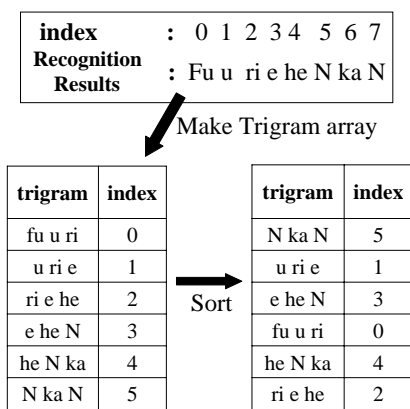 index : 0 1 2 3 4 5 6 7
Recognition Results : Fu u ri e he N ka N
Make Trigram array
trigram index
fu u ri 0
u ri e 1
ri e he 2
e he N 3
he N ka 4
N ka N 5
Sort
trigram index
N ka N 5
u ri e 1
e he N 3
fu u ri 0
he N ka 4
ri e he 2